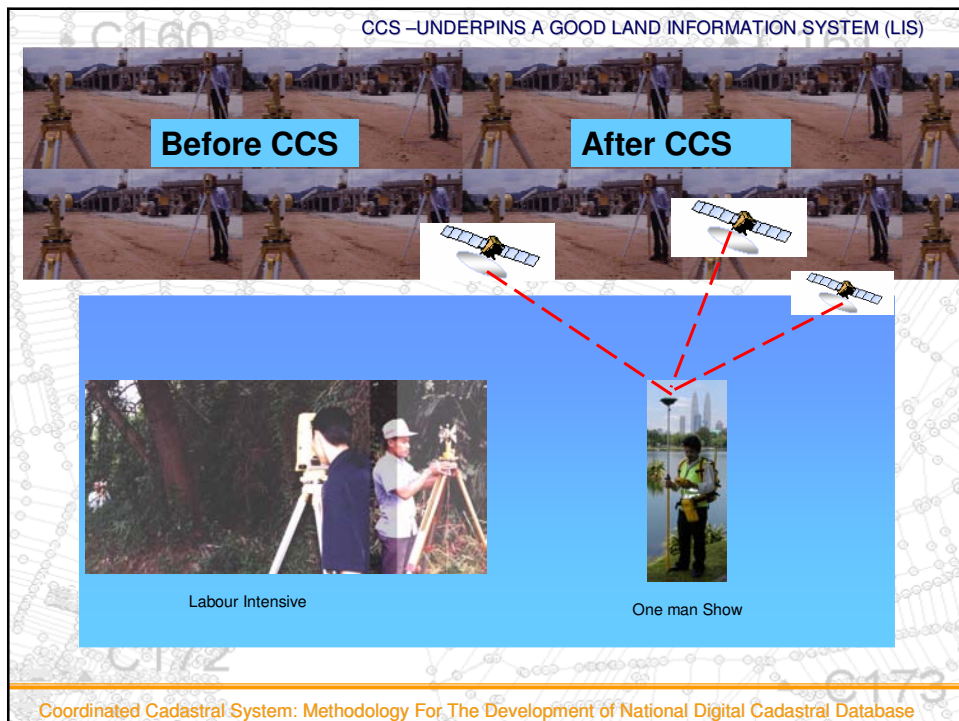 C160
161
CCS –UNDERPINS A GOOD LAND INFORMATION SYSTEM (LIS)
Before CCS
After CCS
Labour Intensive
One man Show
C172
C173
Coordinated Cadastral System: Methodology For The Development of National Digital Cadastral Database